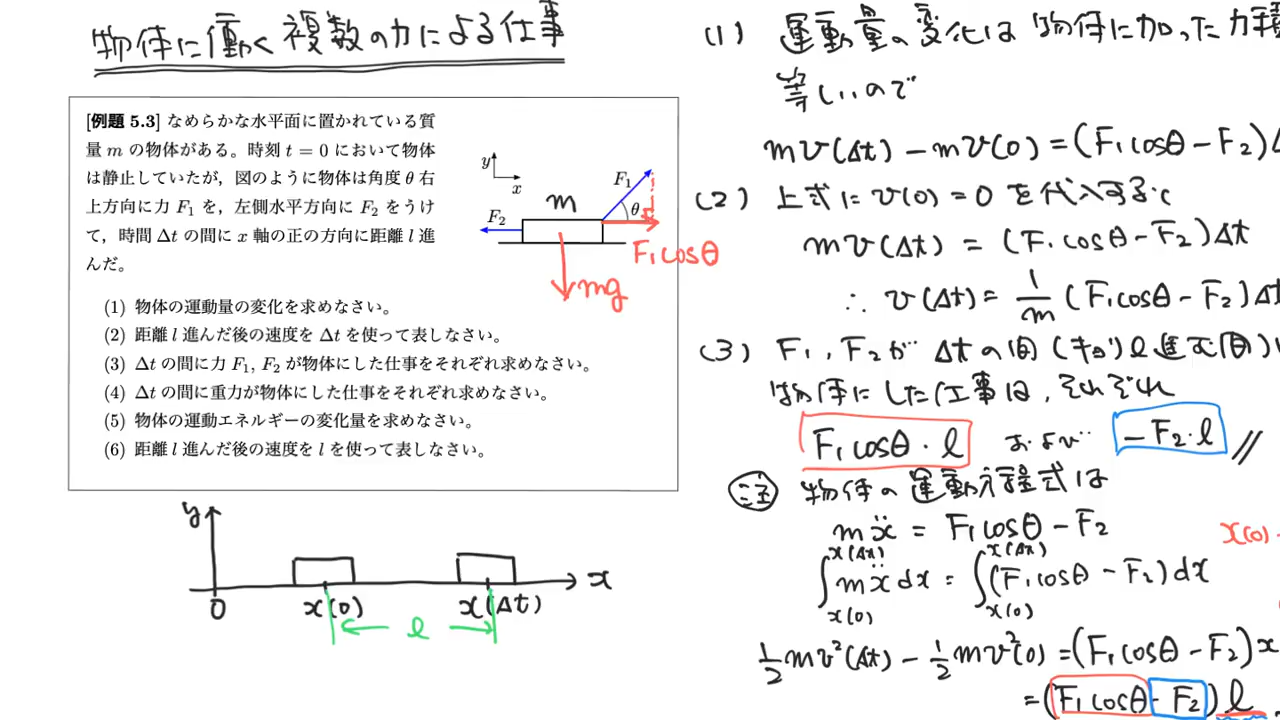 物体に働く複数の力による仕事
[例題 5.3] なめらかな水平面に置かれている質
量 m の物体がある。時刻 t = 0 において物体
は静止していたが，図のように物体は角度 θ 右
上方向に力 F₁ を，左側水平方向に F₂ をうけ
て，時間 Δt の間に x 軸の正の方向に距離 l 進
んだ。
y
x
F₂
m
F₁
θ
F₁cosθ
mg
(1) 物体の運動量の変化を求めなさい。
(2) 距離 l 進んだ後の速度を Δt を使って表しなさい。
(3) Δt の間に力 F₁, F₂ が物体にした仕事をそれぞれ求めなさい。
(4) Δt の間に重力が物体にした仕事をそれぞれ求めなさい。
(5) 物体の運動エネルギーの変化量を求めなさい。
(6) 距離 l 進んだ後の速度を l を使って表しなさい。
y
0
x(0)
x(Δt)
x
l
(1) 運動量の変化は物体に加った力積
等しいので
mv(Δt) − mv(0) = (F₁cosθ − F₂)Δ
(2) 上式に v(0) = 0 を代入すると
mv(Δt) = (F₁cosθ − F₂)Δt
∴ v(Δt) = 1/m (F₁cosθ − F₂)Δt
(3) F₁, F₂が Δtの間
物体にした仕事は，それぞれ
F₁cosθ・l および −F₂・l //
注 物体の運動方程式は
mẍ = F₁cosθ − F₂
x(0)
∫_{x(0)}^{x(Δt)} mẍdx = ∫_{x(0)}^{x(Δt)} (F₁cosθ − F₂)dx
½mv²(Δt) − ½mv²(0) = (F₁cosθ − F₂)x
= (F₁cosθ − F₂)l